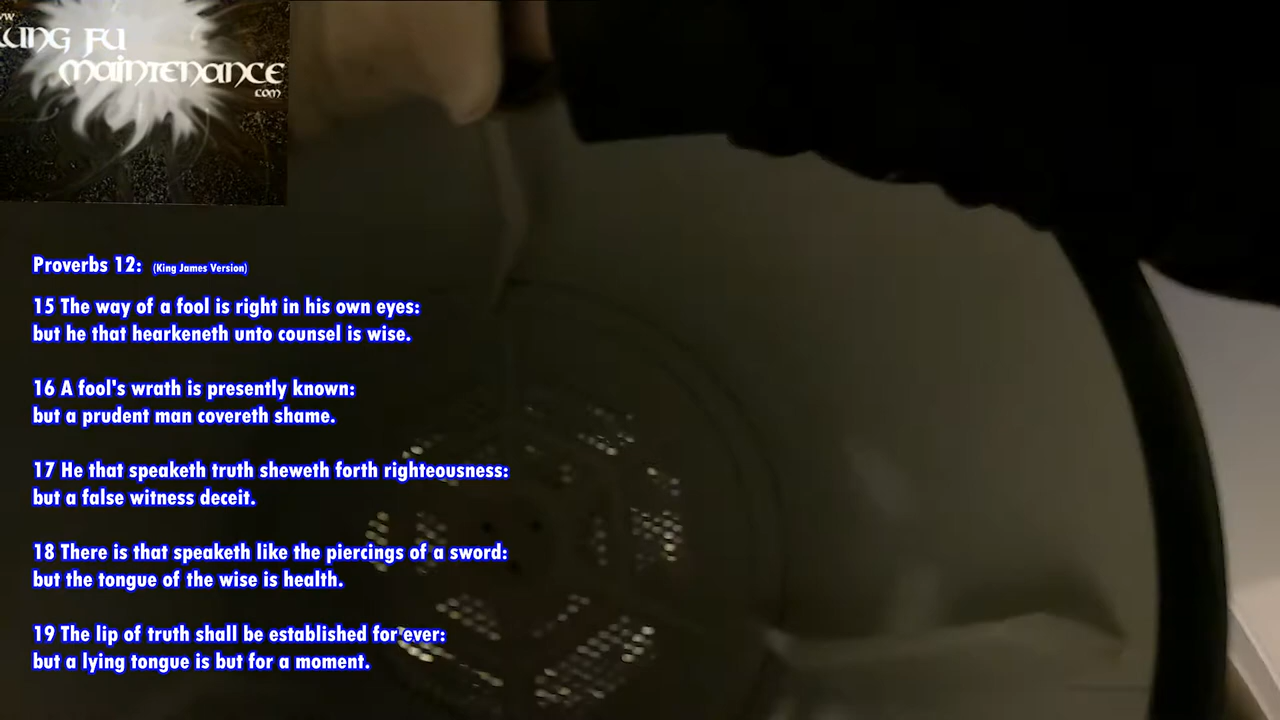 UNG FU
MAINTENANCE
.COM
Proverbs 12: (King James Version)
15 The way of a fool is right in his own eyes:
but he that hearkeneth unto counsel is wise.
16 A fool's wrath is presently known:
but a prudent man covereth shame.
17 He that speaketh truth sheweth forth righteousness:
but a false witness deceit.
18 There is that speaketh like the piercings of a sword:
but the tongue of the wise is health.
19 The lip of truth shall be established for ever:
but a lying tongue is but for a moment.